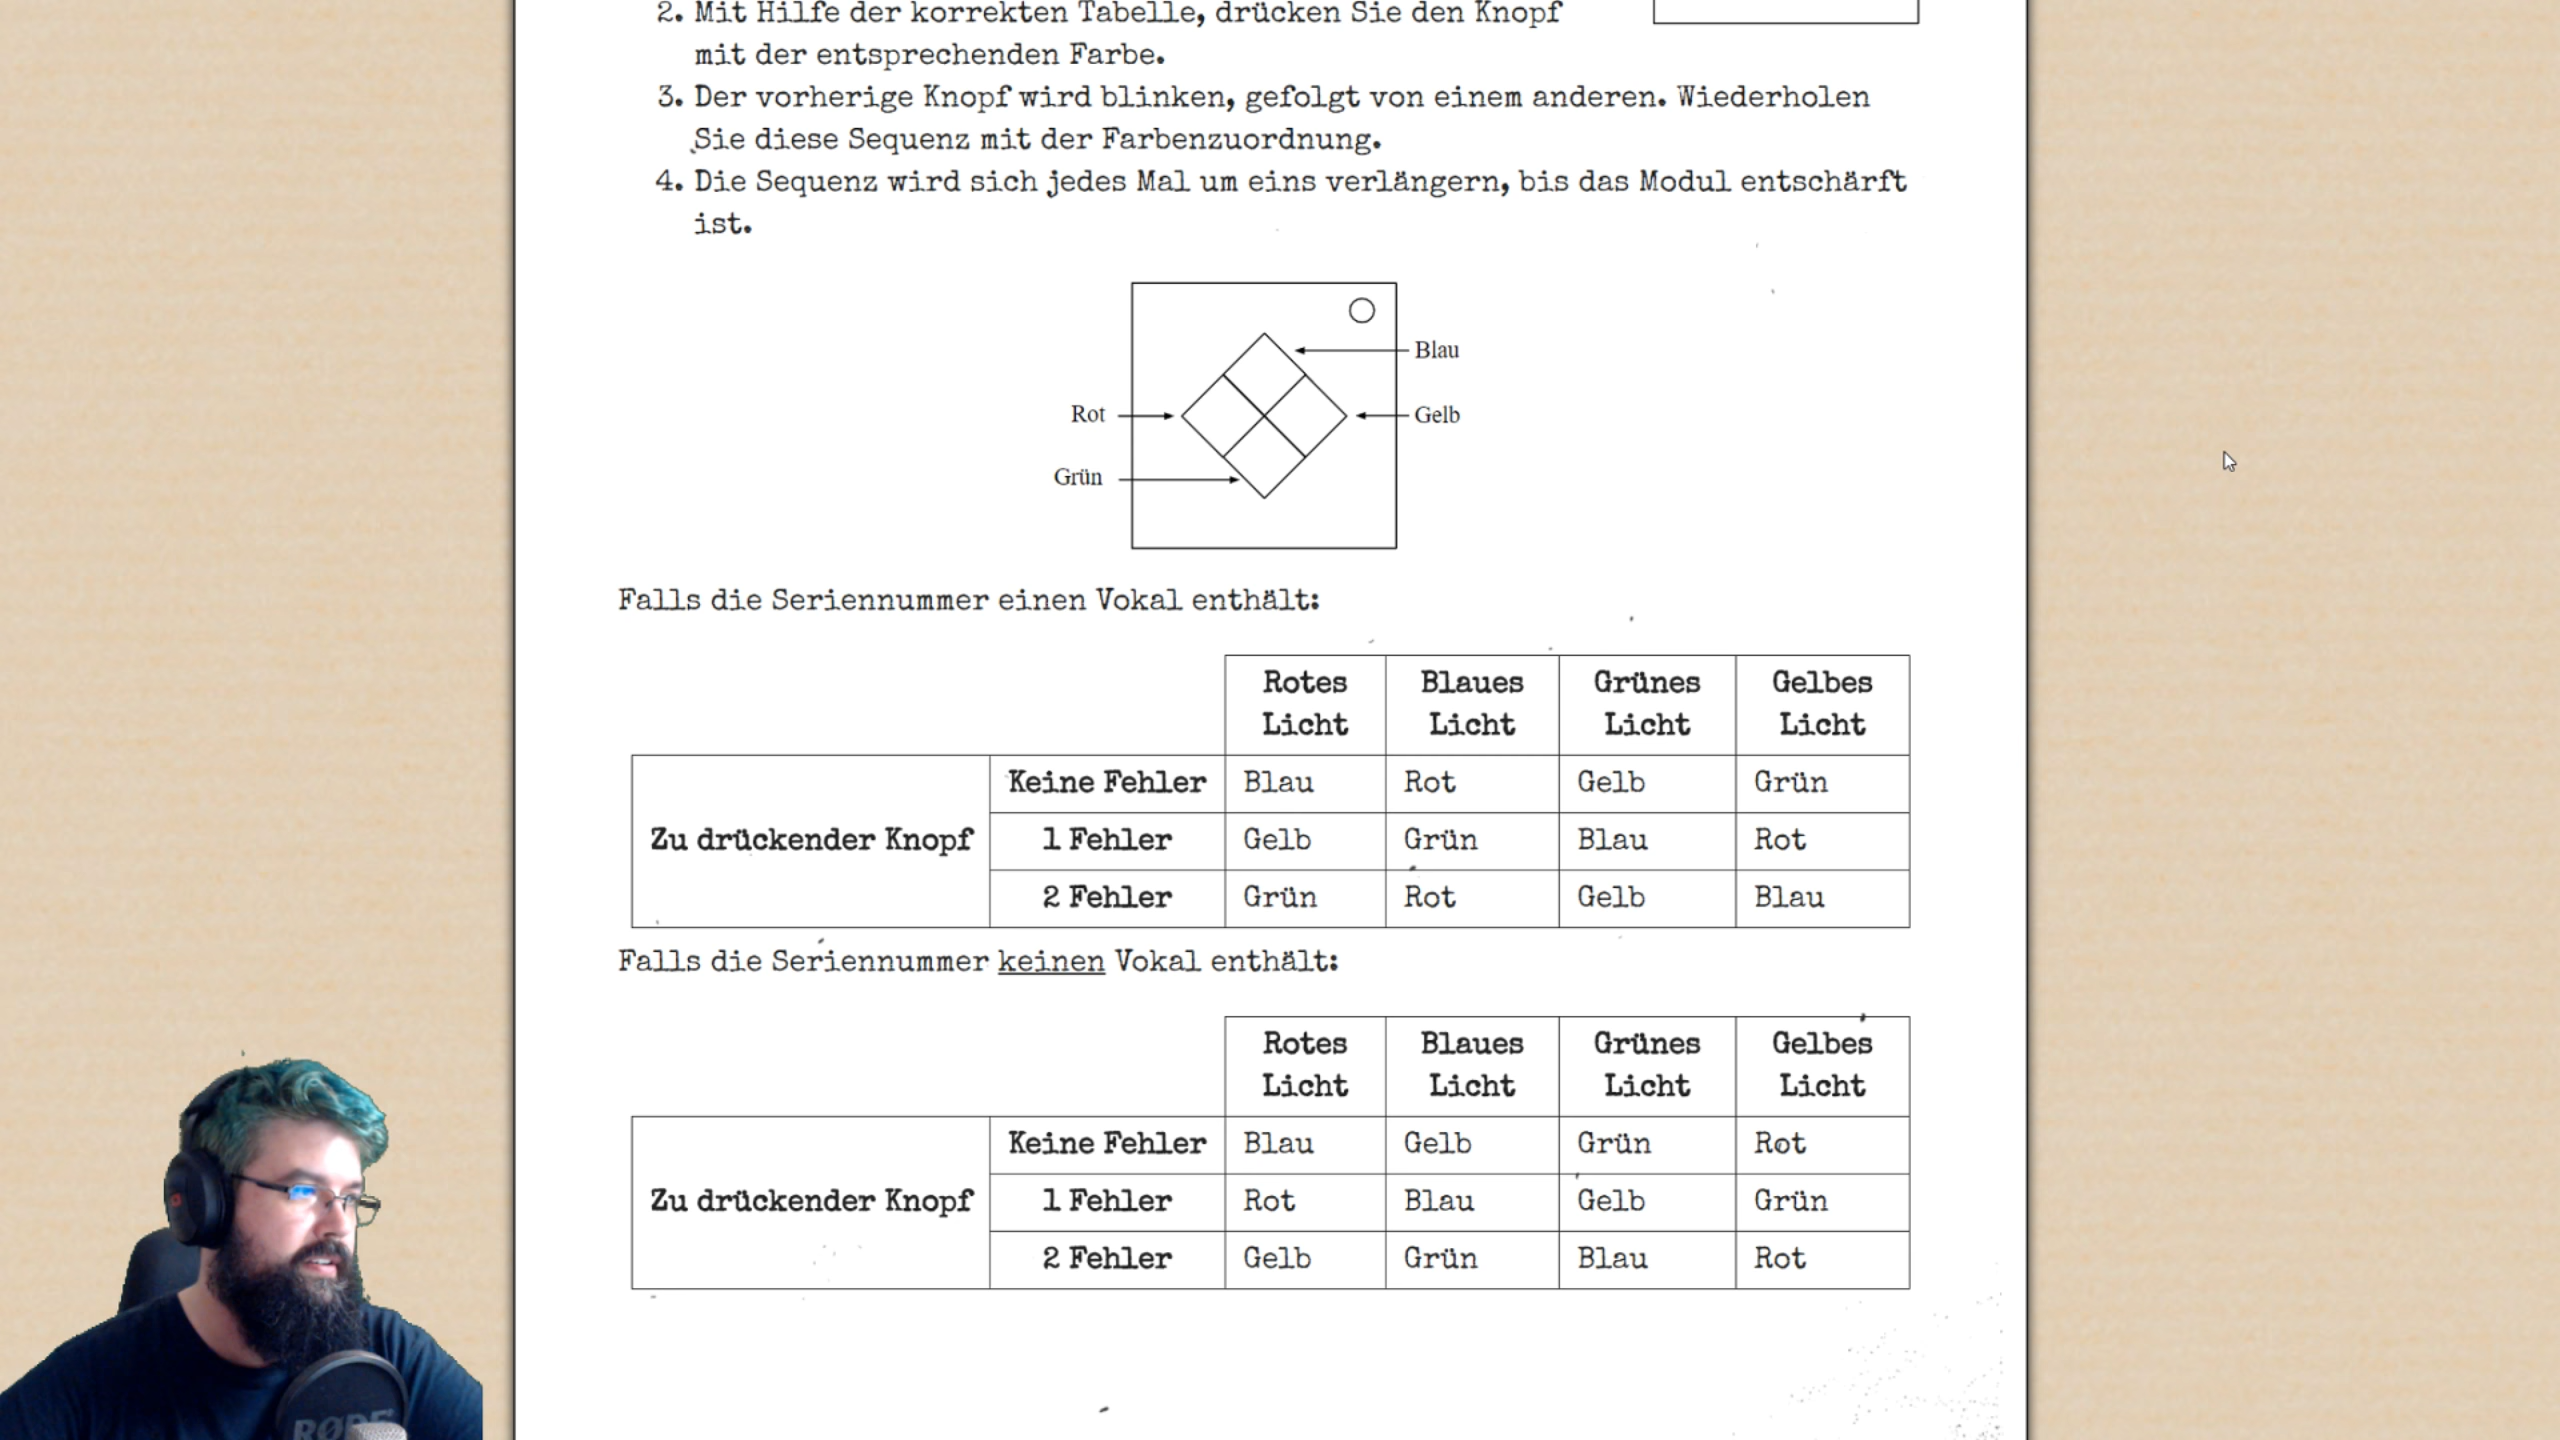 2. Mit Hilfe der korrekten Tabelle, drücken Sie den Knopf
mit der entsprechenden Farbe.
3. Der vorherige Knopf wird blinken, gefolgt von einem anderen. Wiederholen
Sie diese Sequenz mit der Farbenzuordnung.
4. Die Sequenz wird sich jedes Mal um eins verlängern, bis das Modul entschärft
ist.
Blau
Rot
Gelb
Grün
Falls die Seriennummer einen Vokal enthält:
Rotes Licht Blaues Licht Grünes Licht Gelbes Licht
Zu drückender Knopf
Keine Fehler Blau Rot Gelb Grün
1 Fehler Gelb Grün Blau Rot
2 Fehler Grün Rot Gelb Blau
Falls die Seriennummer keinen Vokal enthält:
Rotes Licht Blaues Licht Grünes Licht Gelbes Licht
Zu drückender Knopf
Keine Fehler Blau Gelb Grün Rot
1 Fehler Rot Blau Gelb Grün
2 Fehler Gelb Grün Blau Rot
RØDE